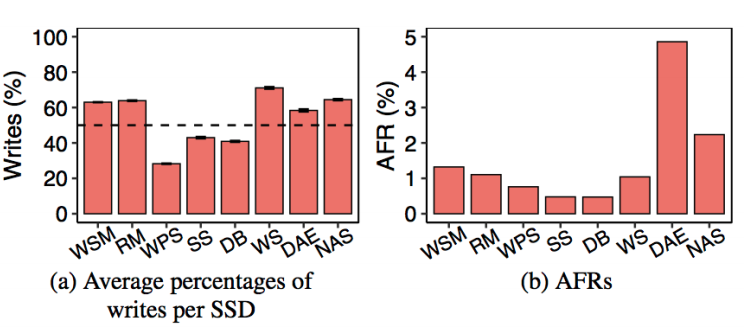 Writes (%)
100
80
60
40
20
0
WSM RM WPS SS DB WS DAE NAS
(a) Average percentages of
writes per SSD
AFR (%)
5
4
3
2
1
0
WSM RM WPS SS DB WS DAE NAS
(b) AFRs